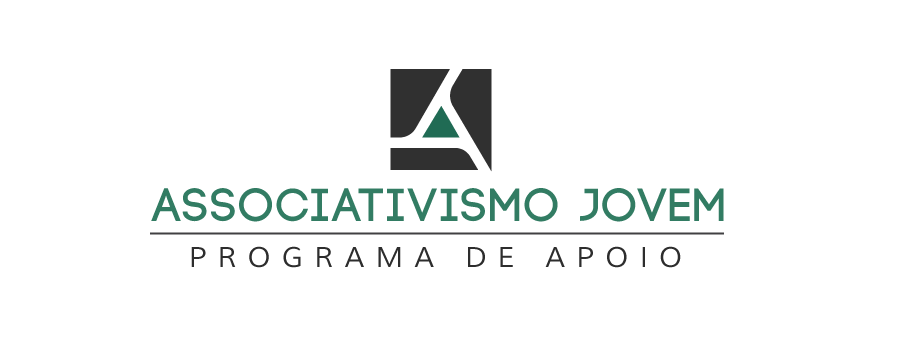 ASSOCIATIVISMO JOVEM
PROGRAMA DE APOIO